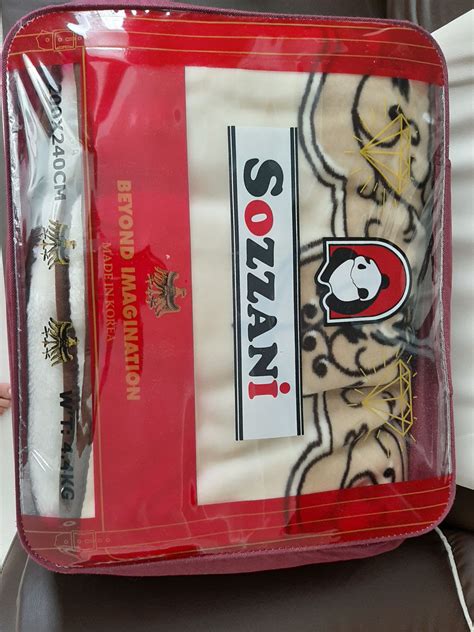 200X240CM
WT: 4.4KG
BEYOND IMAGINATION
MADE IN KOREA
SOZZANi